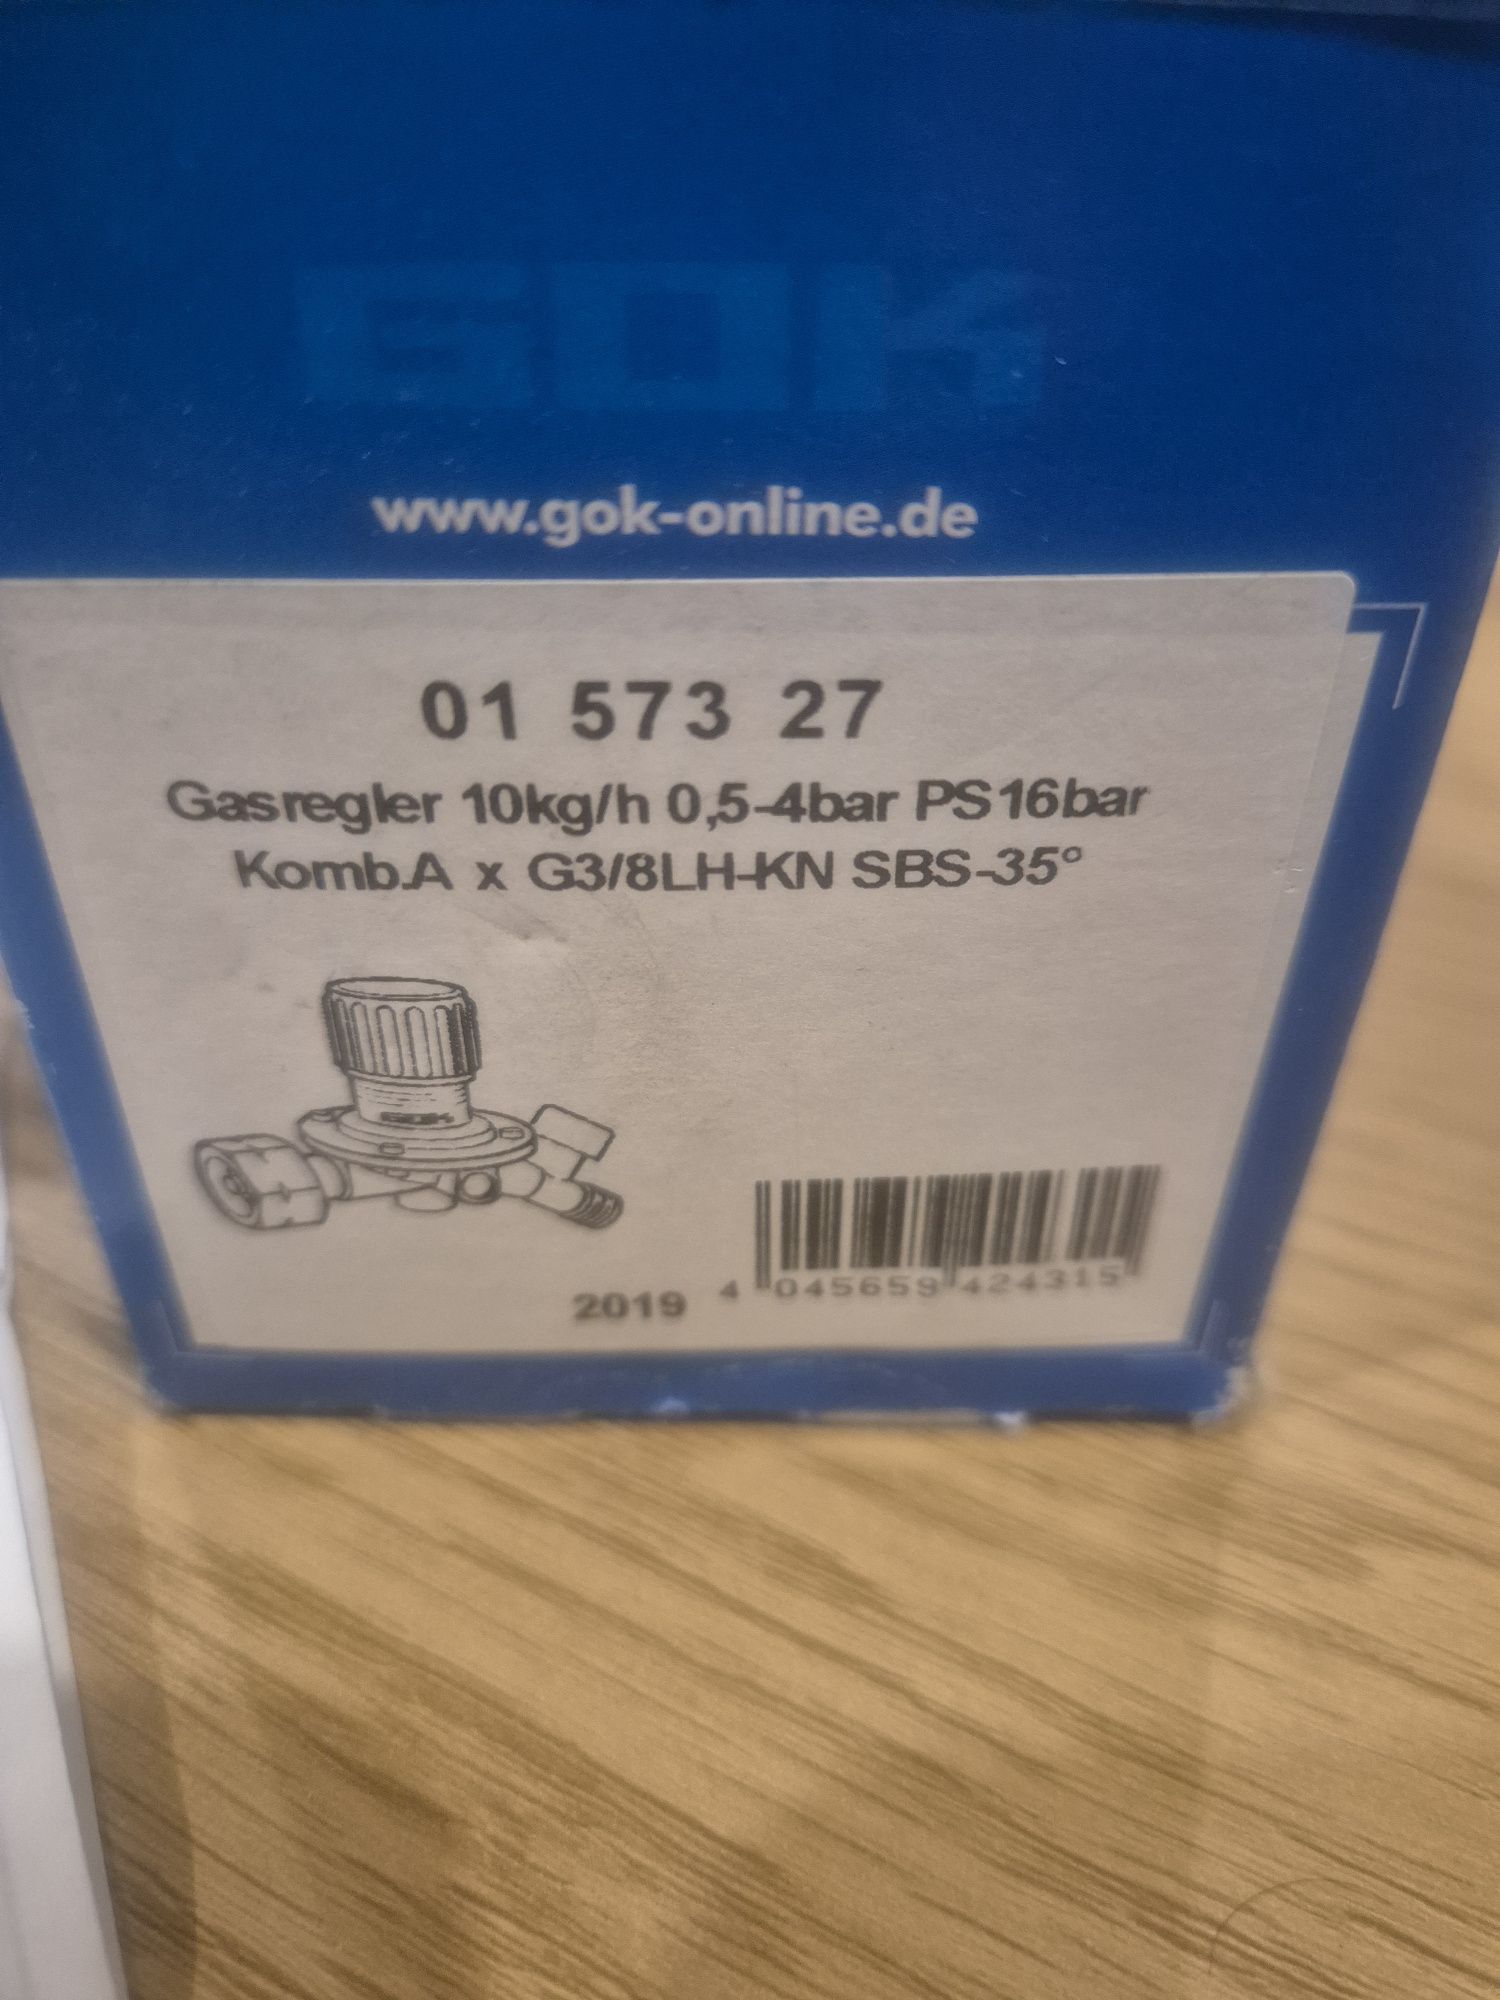 GOK
www.gok-online.de
01 573 27
Gasregler 10kg/h 0,5-4bar PS16bar
Komb.A x G3/8LH-KN SBS-35°
GOK
2019
4 045659 424315